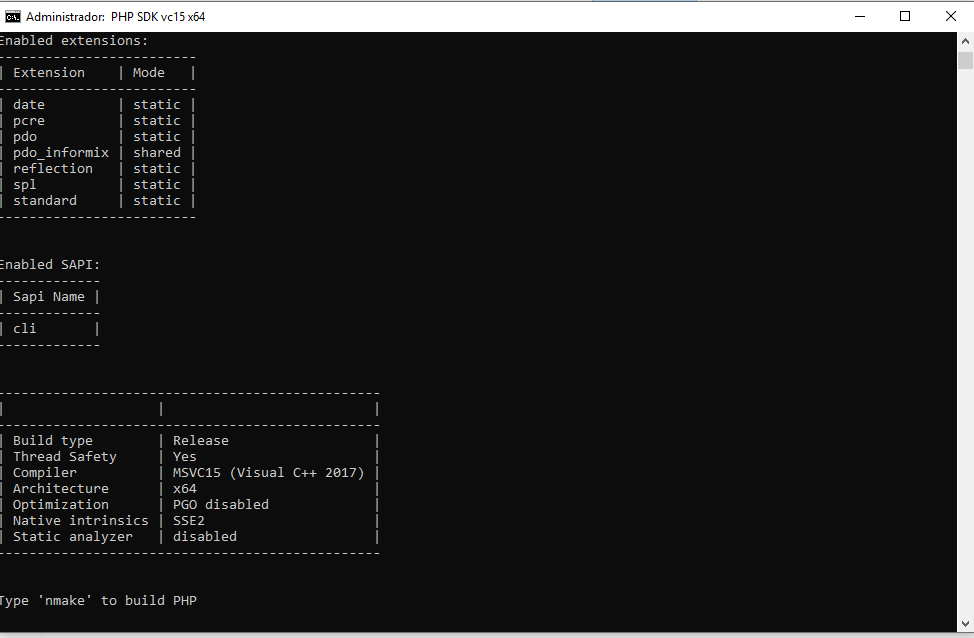 Administrador: PHP SDK vc15 x64
Enabled extensions:
-------------------------
| Extension    | Mode   |
-------------------------
| date         | static |
| pcre         | static |
| pdo          | static |
| pdo_informix | shared |
| reflection   | static |
| spl          | static |
| standard     | static |
-------------------------
Enabled SAPI:
-------------
| Sapi Name |
-------------
| cli       |
-------------
------------------------------------------------
|                   |                          |
------------------------------------------------
| Build type        | Release                  |
| Thread Safety     | Yes                      |
| Compiler          | MSVC15 (Visual C++ 2017) |
| Architecture      | x64                      |
| Optimization      | PGO disabled             |
| Native intrinsics | SSE2                     |
| Static analyzer   | disabled                 |
------------------------------------------------
Type 'nmake' to build PHP